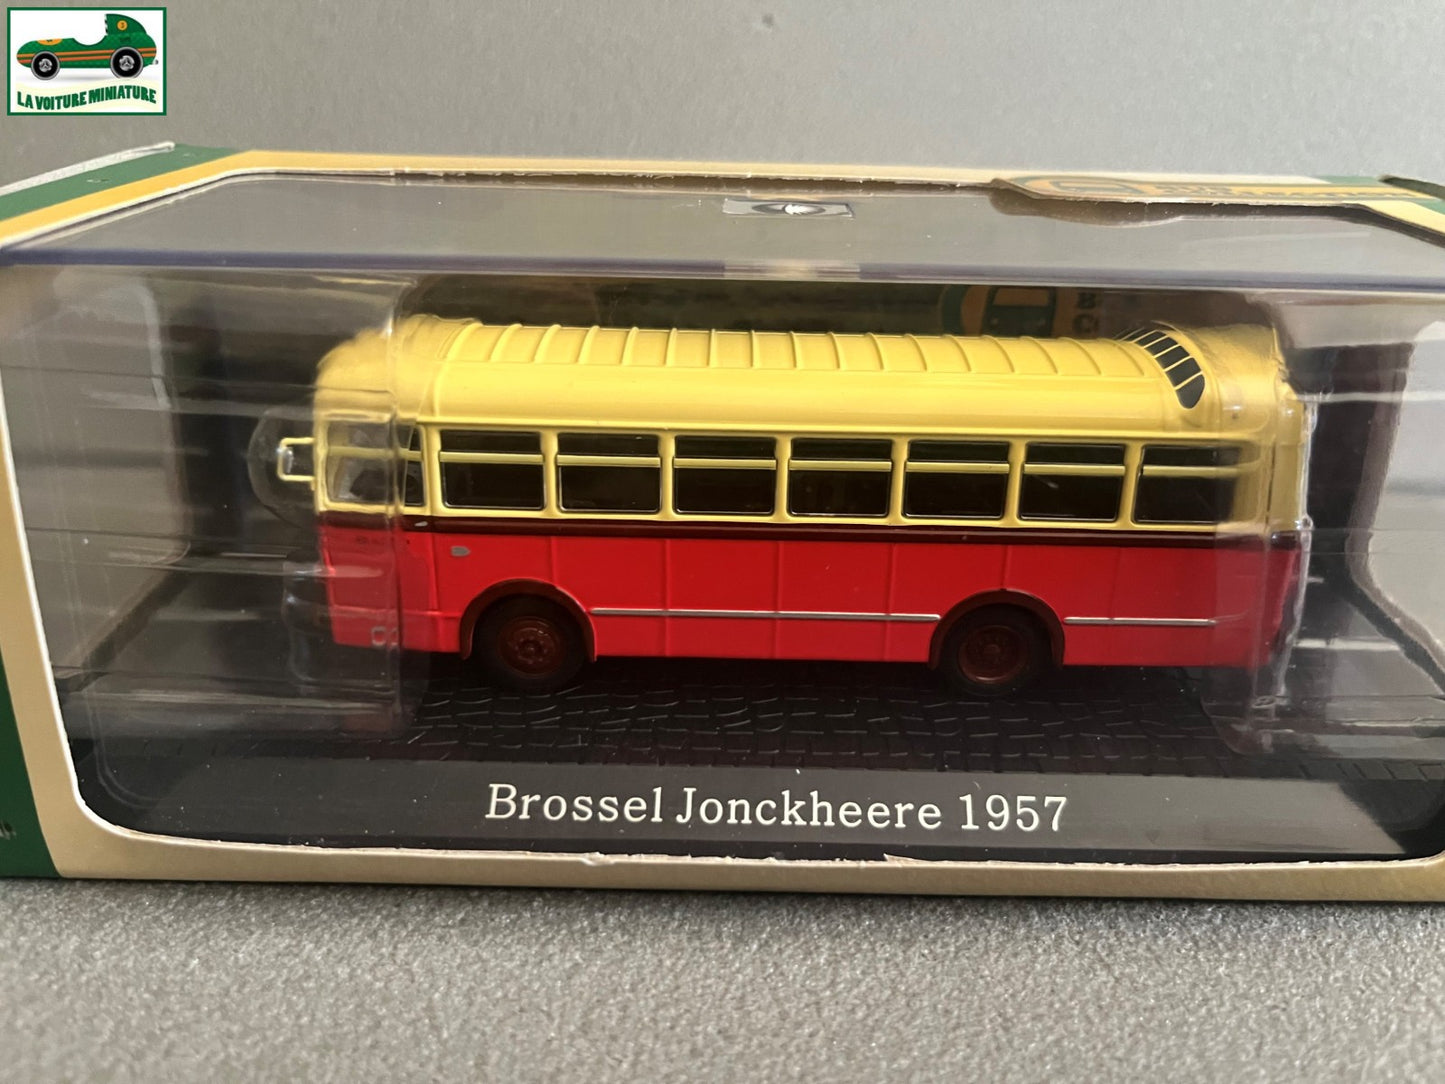 LA VOITURE MINIATURE
Brossel Jonckheere 1957